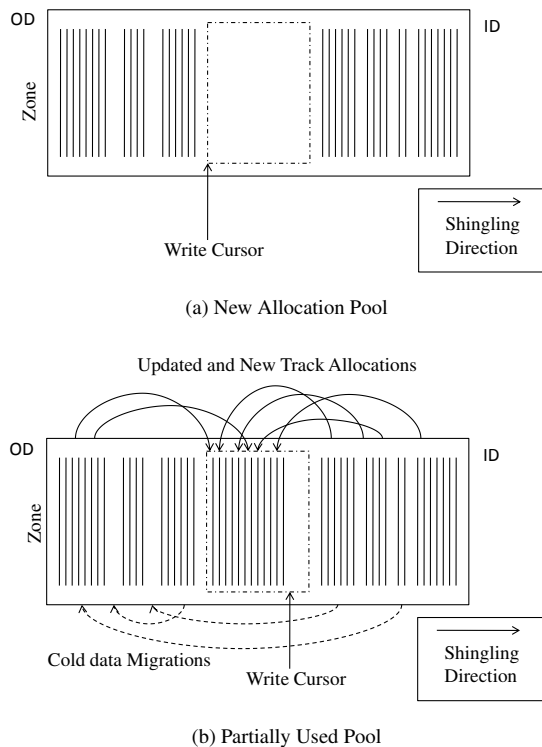 OD
ID
Zone
Write Cursor
Shingling
Direction
(a) New Allocation Pool
Updated and New Track Allocations
OD
ID
Zone
Cold data Migrations
Write Cursor
Shingling
Direction
(b) Partially Used Pool